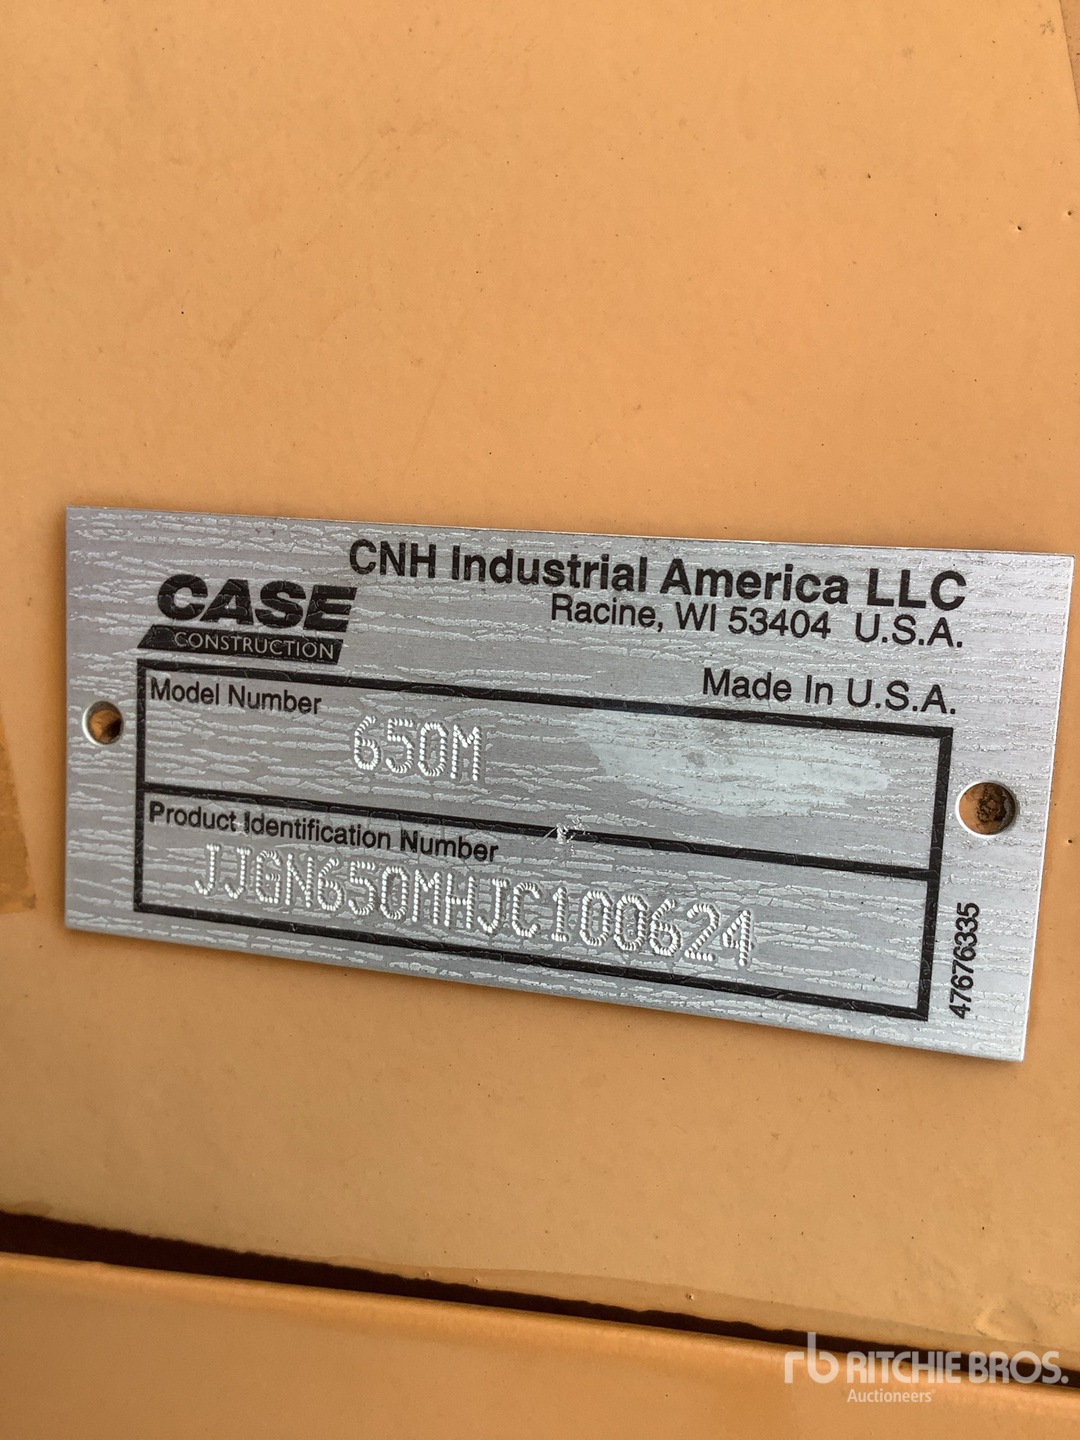 CNH Industrial America LLC
Racine, WI 53404 U.S.A.
CASE
CONSTRUCTION
Made In U.S.A.
Model Number
650M
Product Identification Number
JJGN650MHJC100624
47676335
rb RITCHIE BROS.
Auctioneers